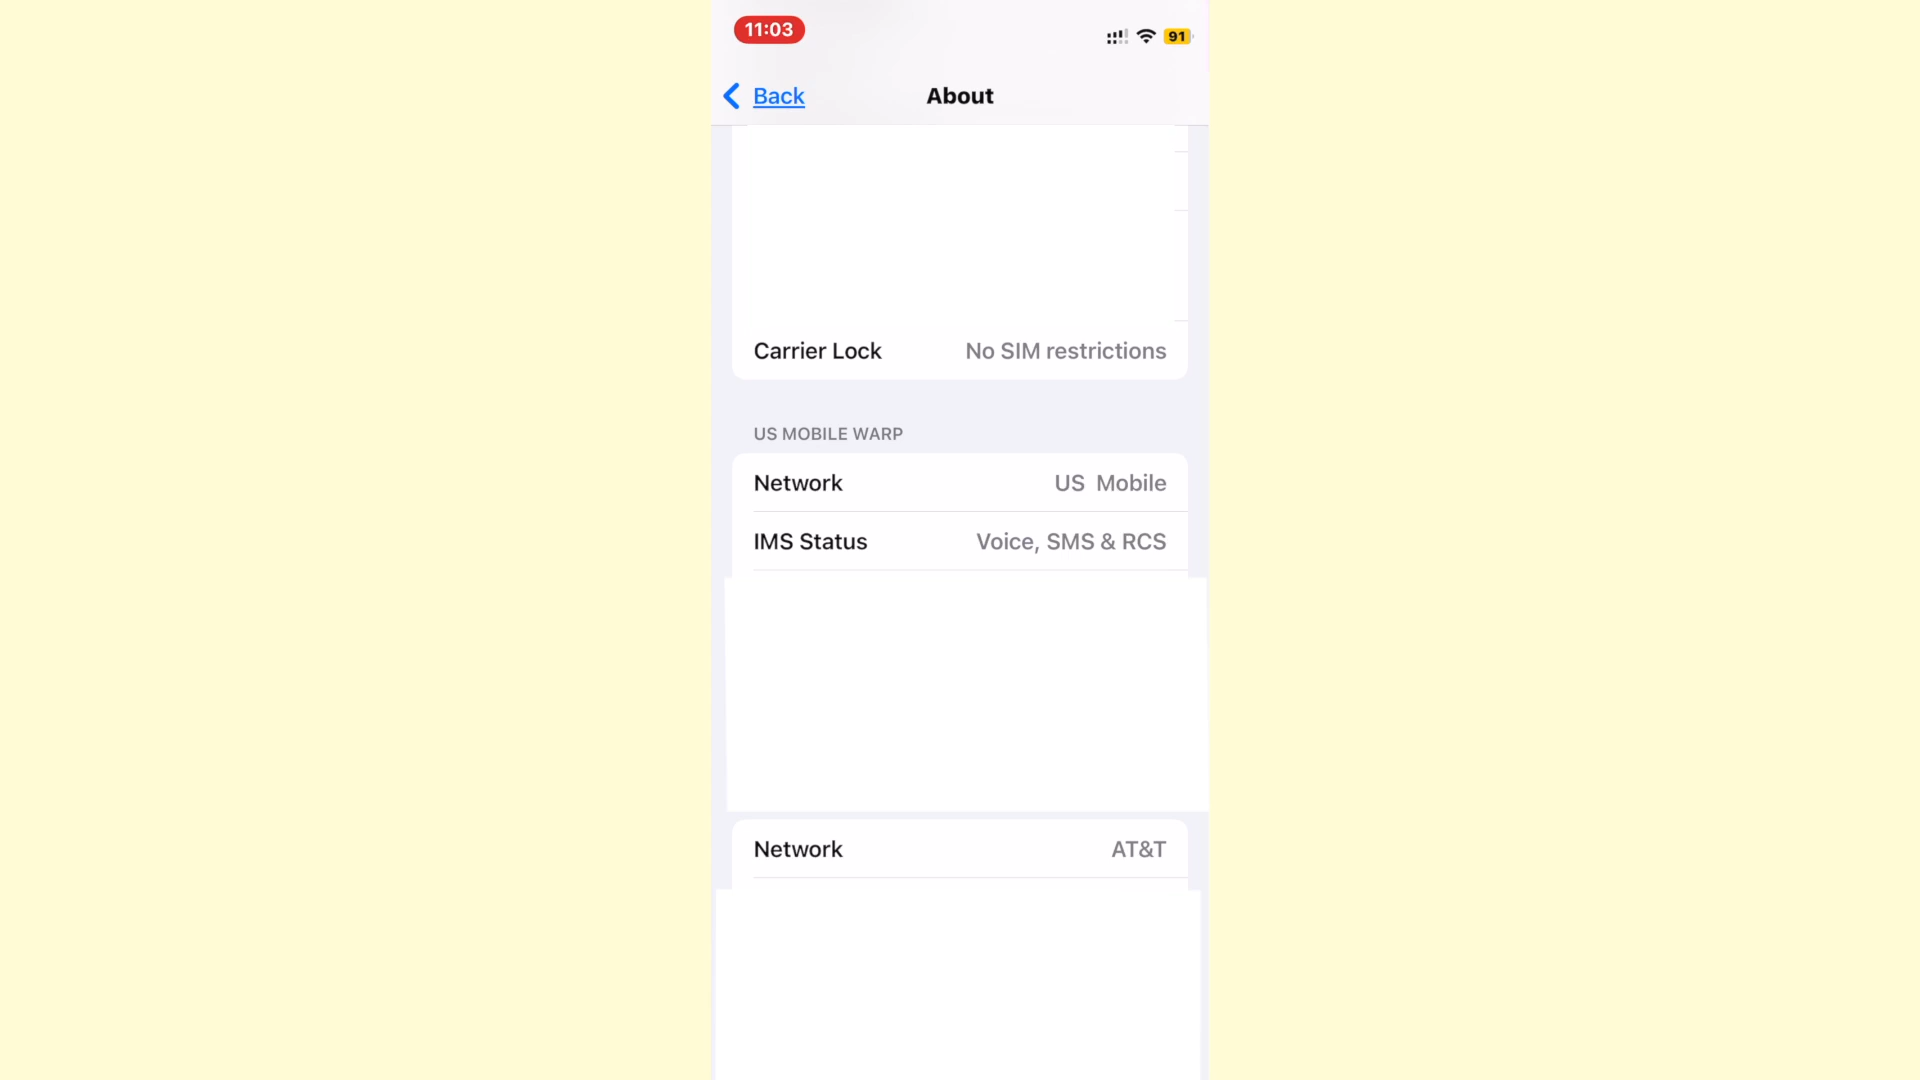 11:03
91
Back
About
Carrier Lock No SIM restrictions
US MOBILE WARP
Network US Mobile
IMS Status Voice, SMS & RCS
Network AT&T